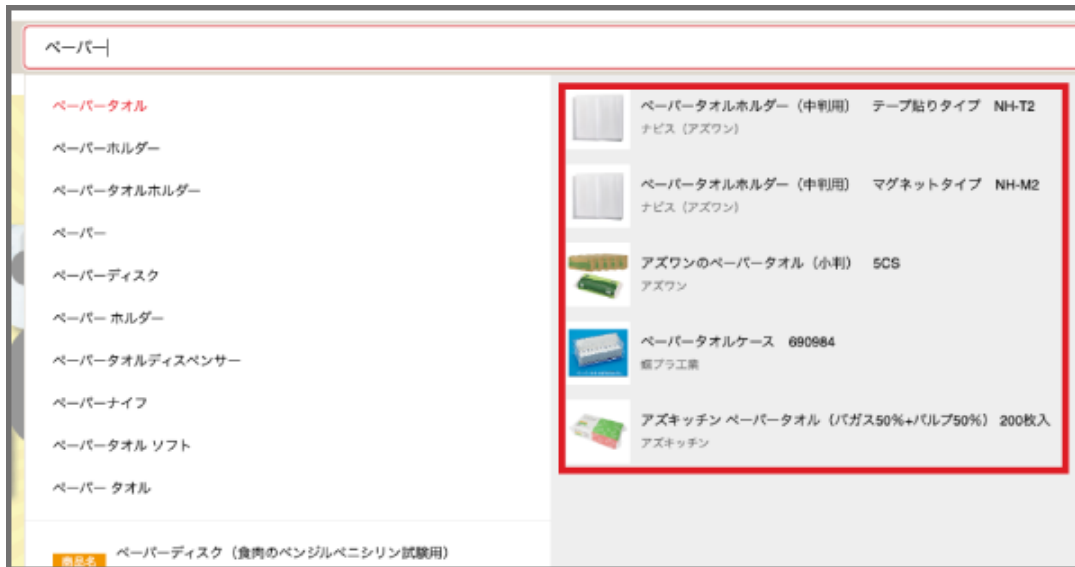 ペーパー
ペーパータオル
ペーパーホルダー
ペーパータオルホルダー
ペーパー
ペーパーディスク
ペーパー ホルダー
ペーパータオルディスペンサー
ペーパーナイフ
ペーパータオル ソフト
ペーパー タオル
商品名 ペーパーディスク（食肉のベンジルペニシリン試験用）
ペーパータオルホルダー（中判用） テープ貼りタイプ NH-T2
ナビス（アズワン）
ペーパータオルホルダー（中判用） マグネットタイプ NH-M2
ナビス（アズワン）
アズワンのペーパータオル（小判） 5CS
アズワン
ペーパータオルケース 690984
蝶プラ工業
アズキッチン ペーパータオル（バガス50%+パルプ50%） 200枚入
アズキッチン